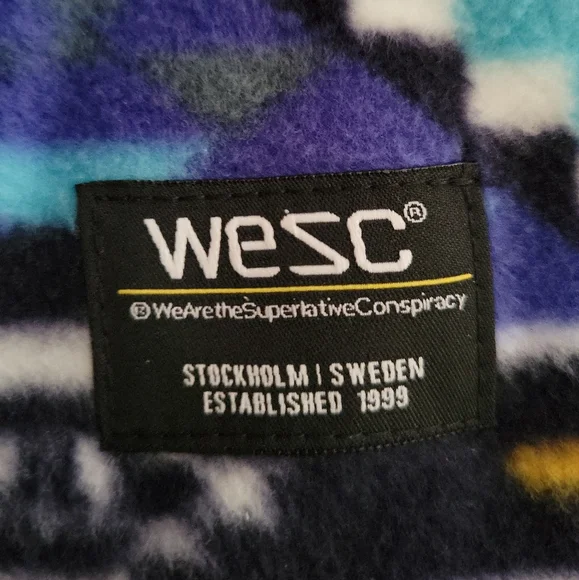 WeSC®
®WeAretheSuperlativeConspiracy
STOCKHOLM | SWEDEN
ESTABLISHED 1999